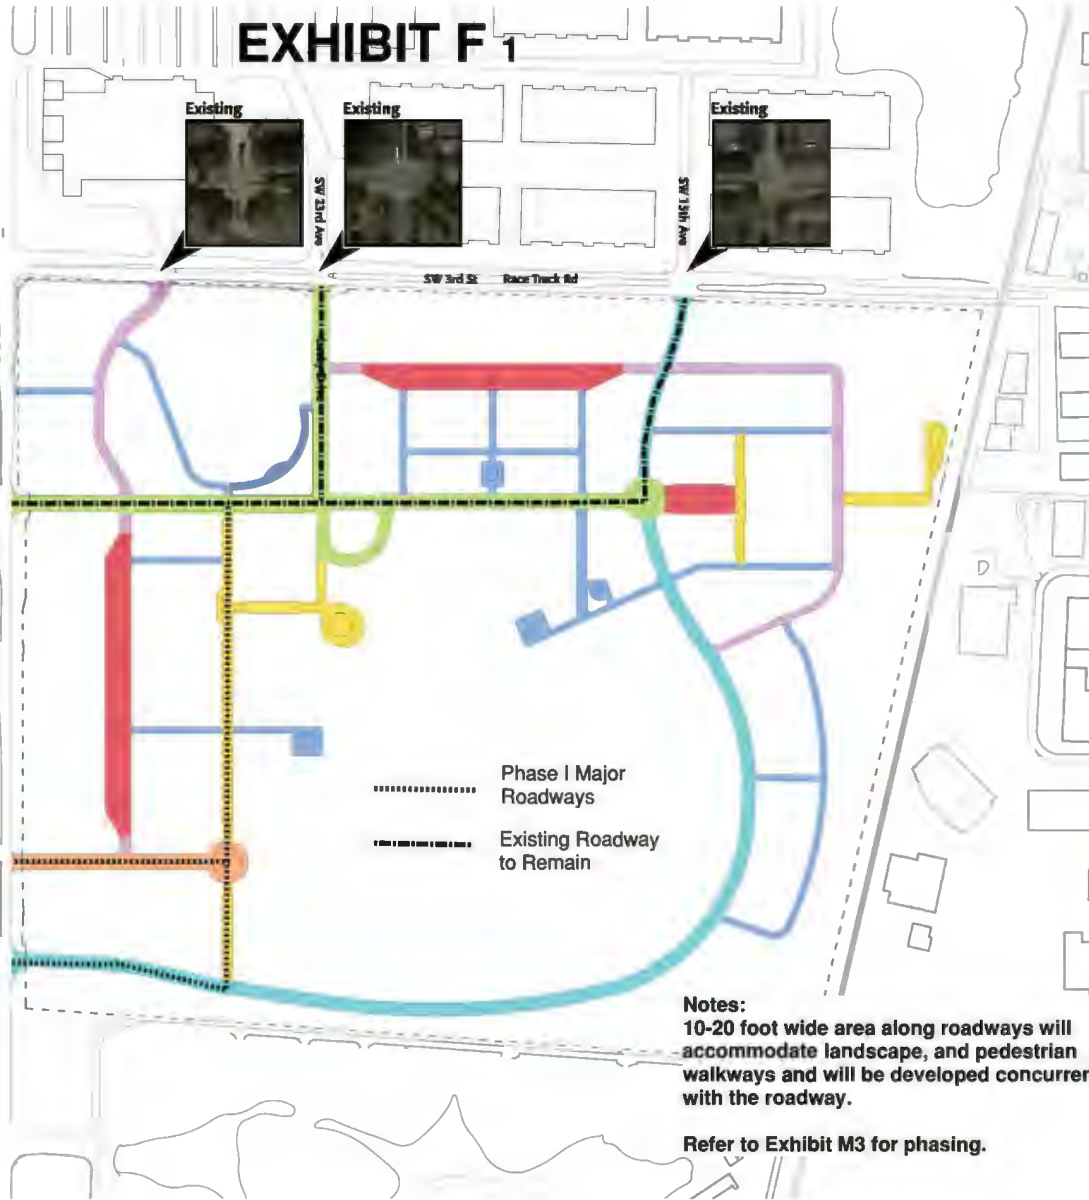 EXHIBIT F 1
Existing
Existing
Existing
SW 23rd Ave
SW 15th Ave
SW 3rd St Race Track Rd
Phase I Major
Roadways
Existing Roadway
to Remain
Notes:
10-20 foot wide area along roadways will
accommodate landscape, and pedestrian
walkways and will be developed concurren
with the roadway.
Refer to Exhibit M3 for phasing.